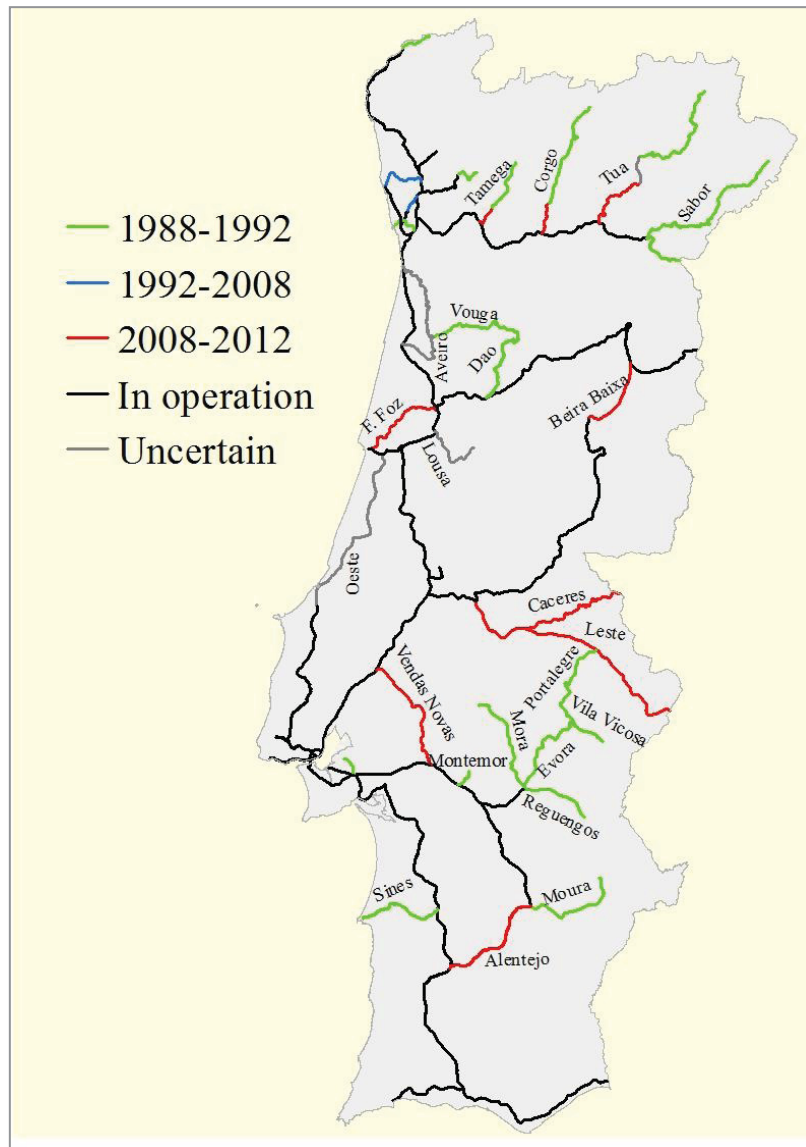 1988-1992
1992-2008
2008-2012
In operation
Uncertain
Tamega
Corgo
Tua
Sabor
Vouga
Aveiro
Dao
F. Foz
Beira Baixa
Lousa
Oeste
Caceres
Leste
Portalegre
Vendas Novas
Mora
Vila Vicosa
Evora
Montemor
Reguengos
Sines
Moura
Alentejo